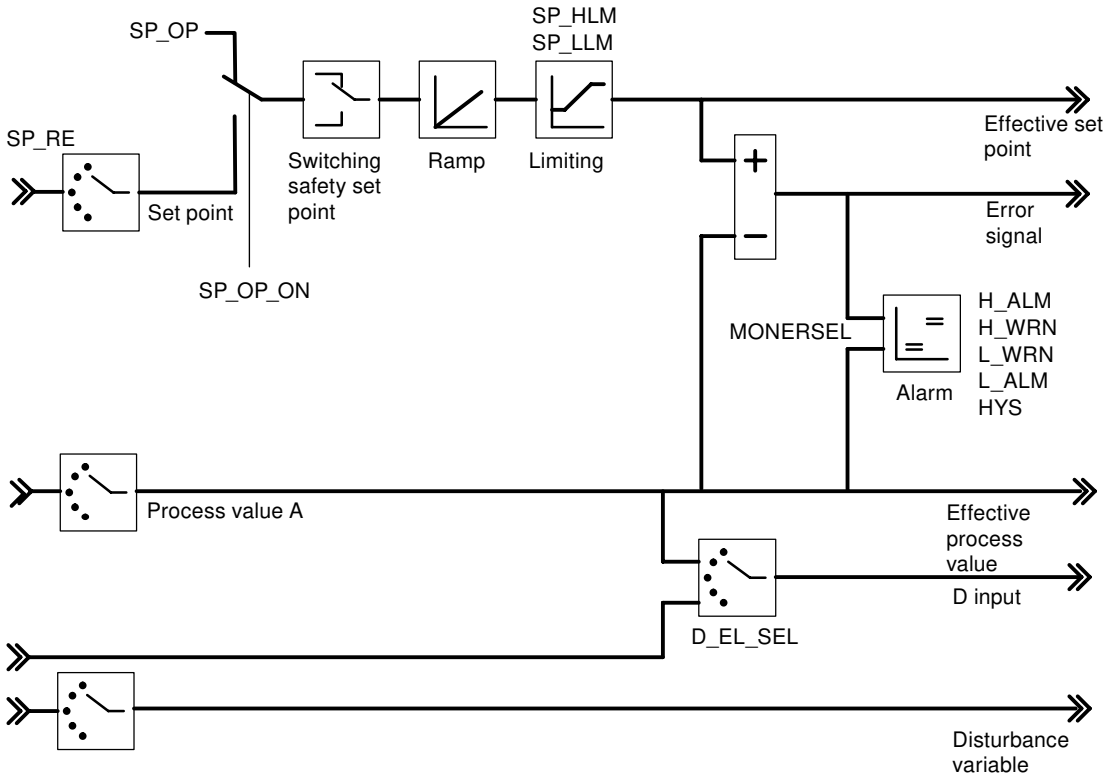 SP_HLM
SP_LLM
SP_OP
SP_RE
Set point
Switching
safety set
point
Ramp
Limiting
Effective set
point
+
−
Error
signal
SP_OP_ON
MONERSEL
Alarm
H_ALM
H_WRN
L_WRN
L_ALM
HYS
Process value A
Effective
process
value
D input
D_EL_SEL
Disturbance
variable